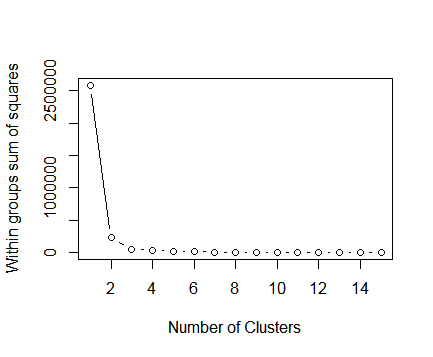 Within groups sum of squares
2500000
1000000
0
2 4 6 8 10 12 14
Number of Clusters